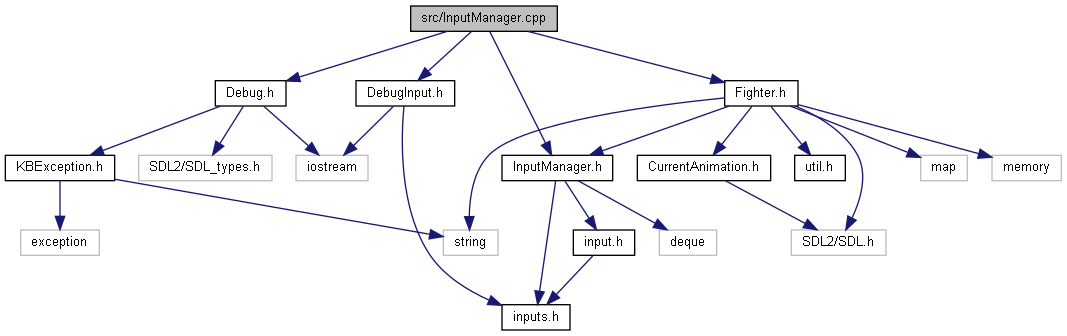 src/InputManager.cpp
Debug.h
DebugInput.h
Fighter.h
KBException.h
SDL2/SDL_types.h
iostream
InputManager.h
CurrentAnimation.h
util.h
map
memory
exception
string
input.h
deque
SDL2/SDL.h
inputs.h